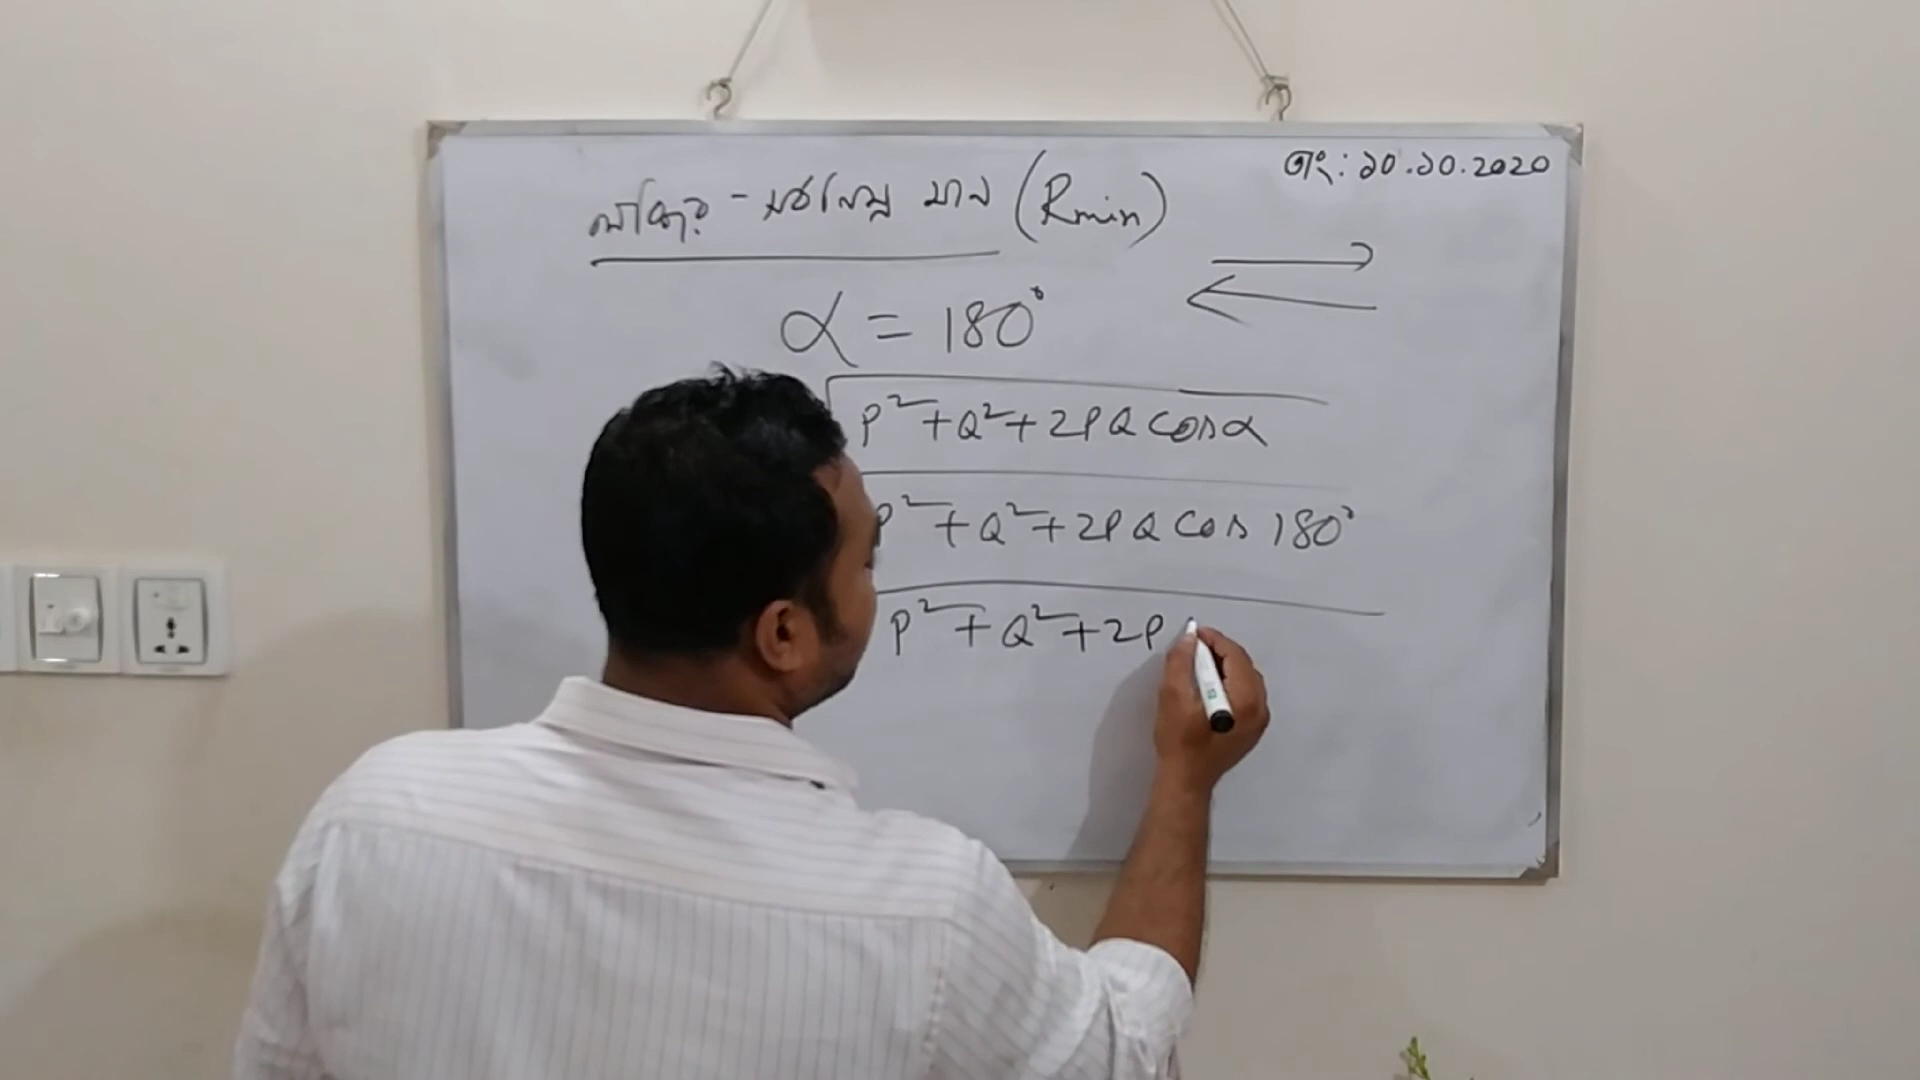 তাং: ১০.১০.2020
লব্ধির - সর্বনিম্ন মান (Rmin)
α = 180°
P² + Q² + 2PQ cosα
P² + Q² + 2PQ cos 180°
P² + Q² + 2P